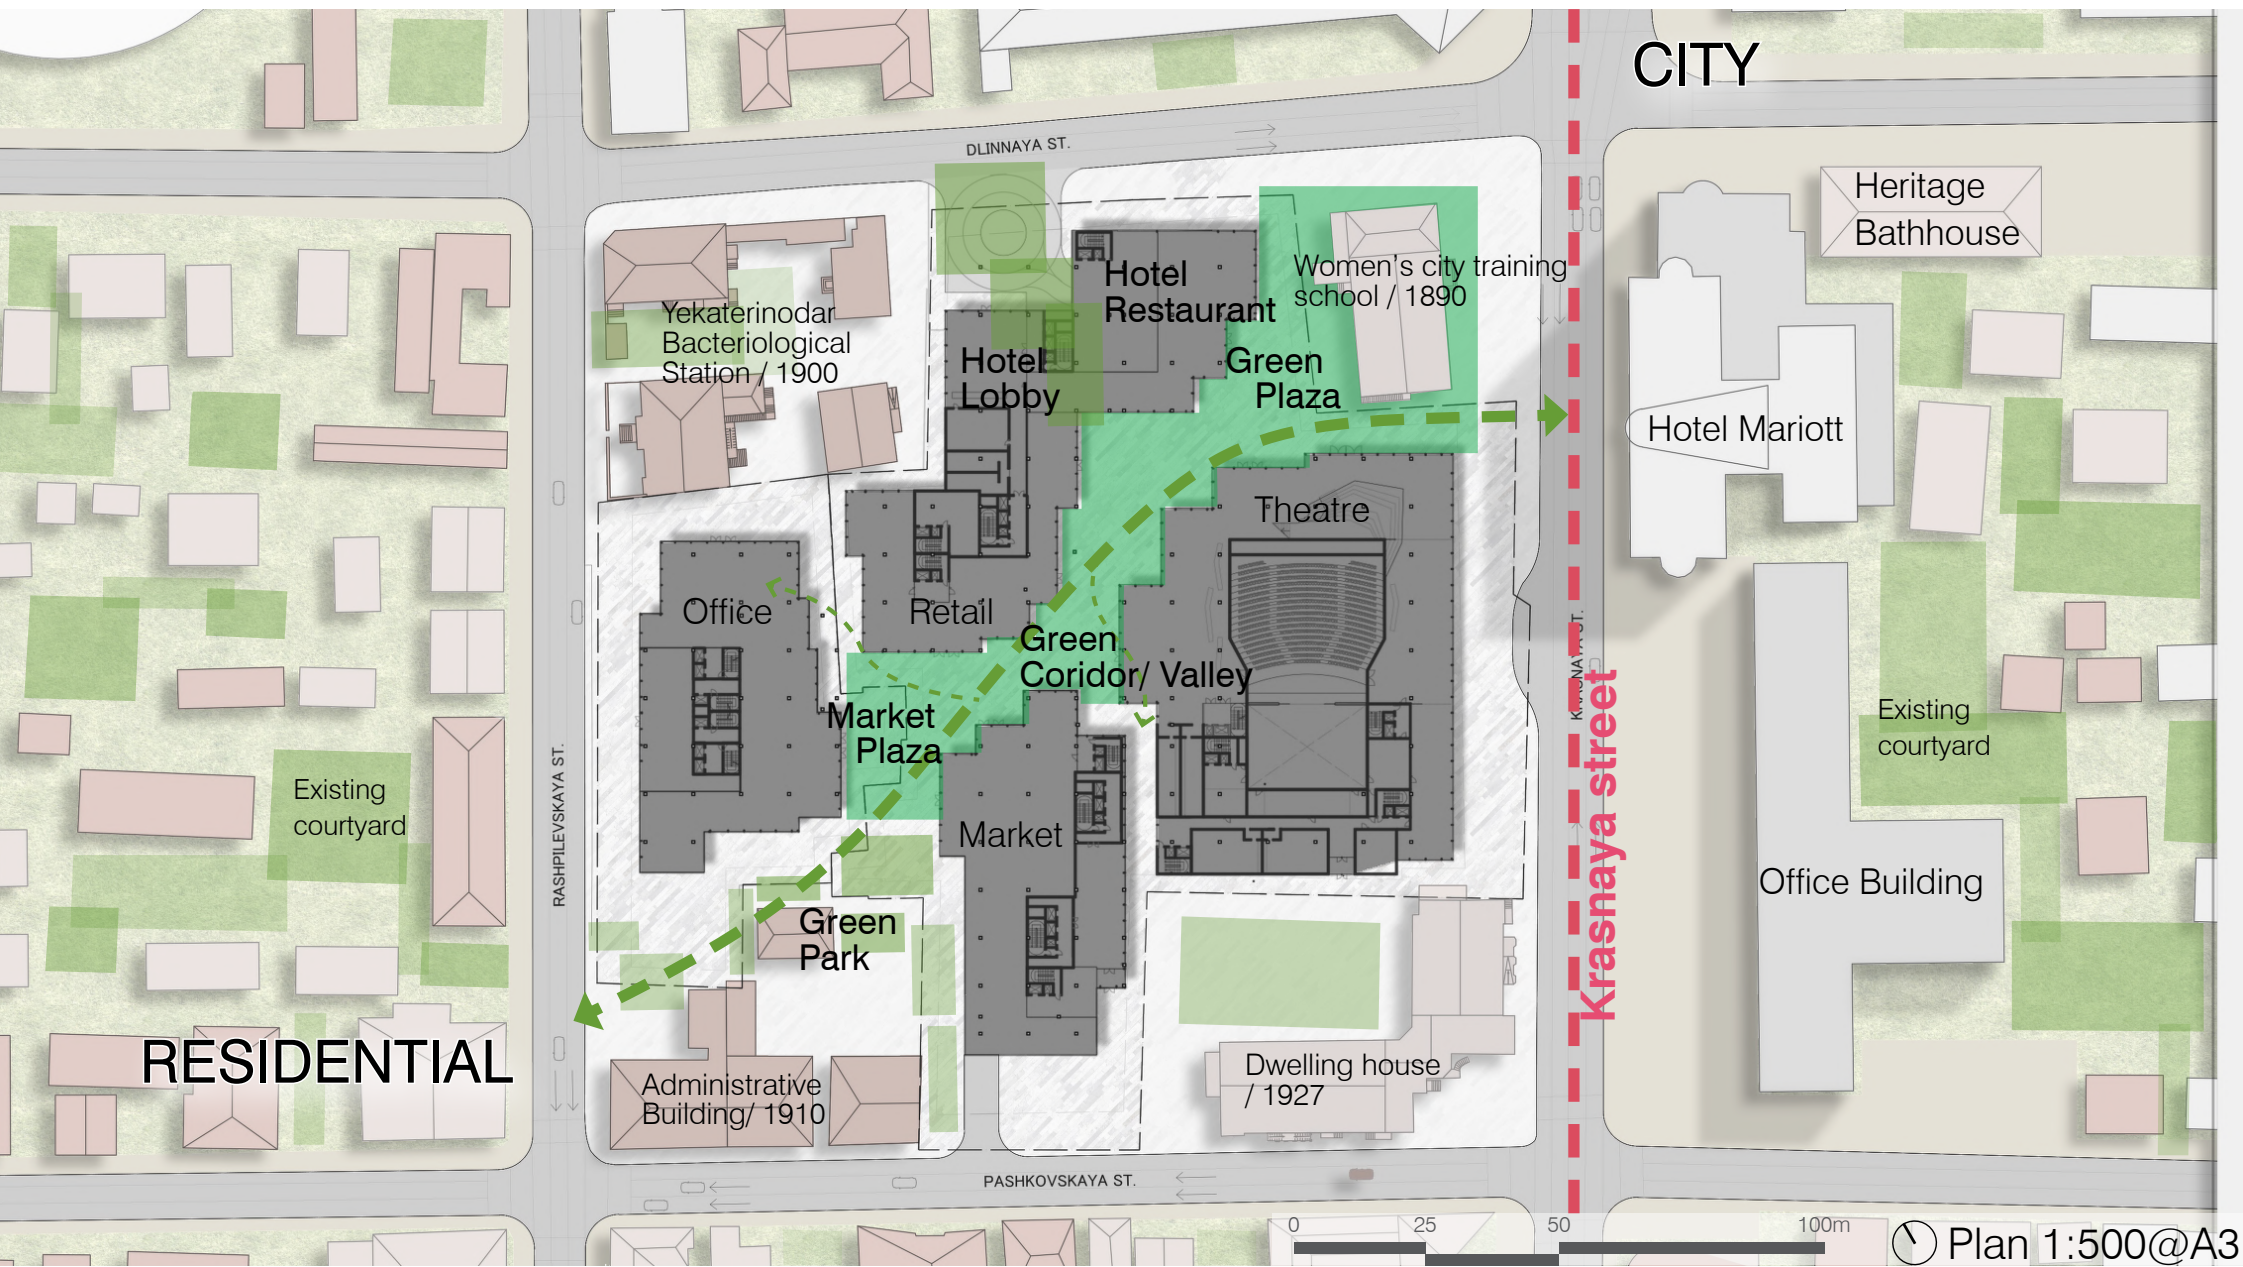 CITY
DLINNAYA ST.
Heritage
Bathhouse
Hotel
Restaurant
Women's city training
school / 1890
Yekaterinodar
Bacteriological
Station / 1900
Hotel
Lobby
Green
Plaza
Hotel Mariott
Theatre
Office
Retail
Green
Coridor/ Valley
KRASNAYA ST.
Krasnaya street
Market
Plaza
Existing
courtyard
Existing
courtyard
RASHPILEVSKAYA ST.
Market
Office Building
Green
Park
RESIDENTIAL
Administrative
Building/ 1910
Dwelling house
/ 1927
PASHKOVSKAYA ST.
0 25 50 100m
Plan 1:500@A3